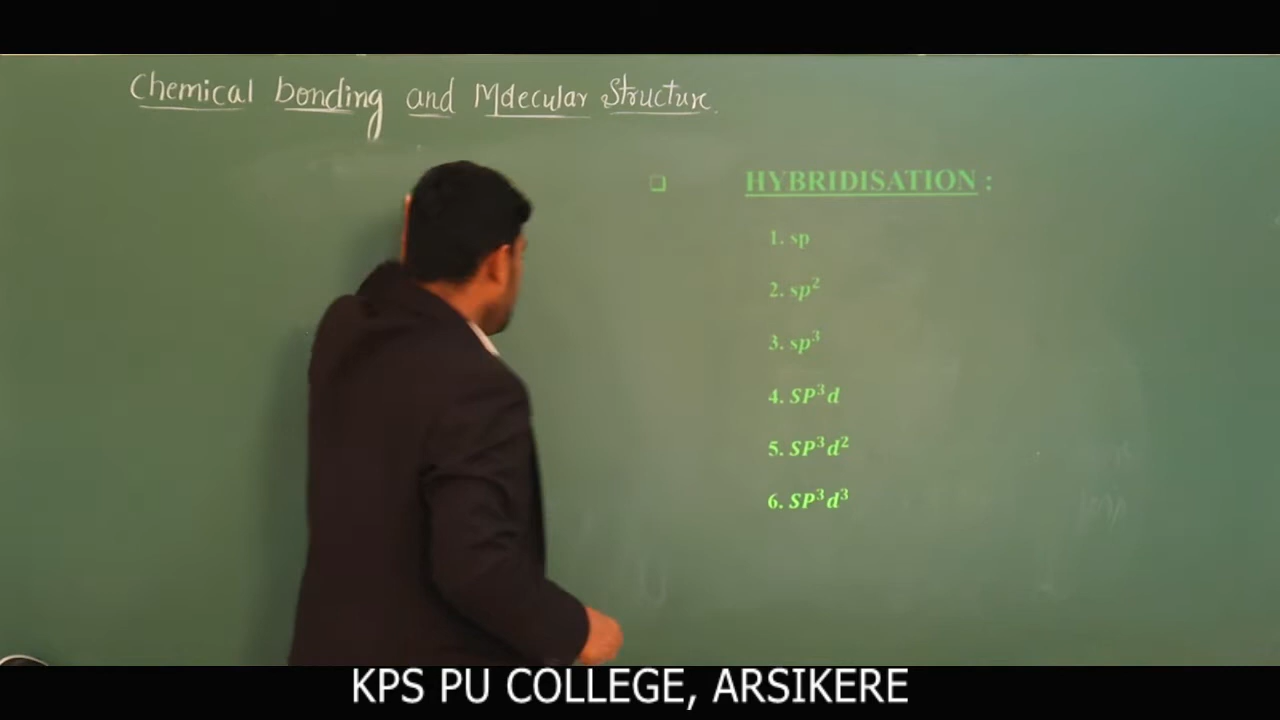 Chemical bonding and Molecular Structure.
❑ HYBRIDISATION :
1. sp
2. sp²
3. sp³
4. SP³d
5. SP³d²
6. SP³d³
KPS PU COLLEGE, ARSIKERE